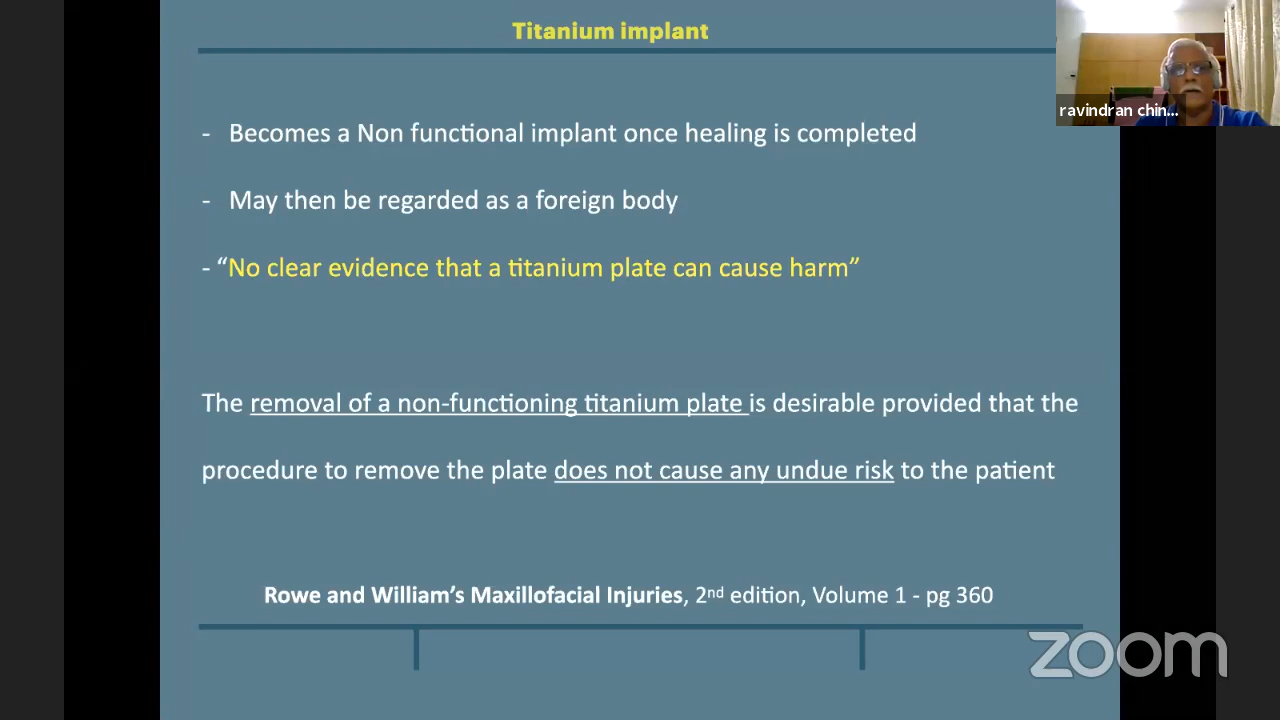 Titanium implant
ravindran chin...
- Becomes a Non functional implant once healing is completed
- May then be regarded as a foreign body
- “No clear evidence that a titanium plate can cause harm”
The removal of a non-functioning titanium plate is desirable provided that the
procedure to remove the plate does not cause any undue risk to the patient
Rowe and William’s Maxillofacial Injuries, 2nd edition, Volume 1 - pg 360
zoom